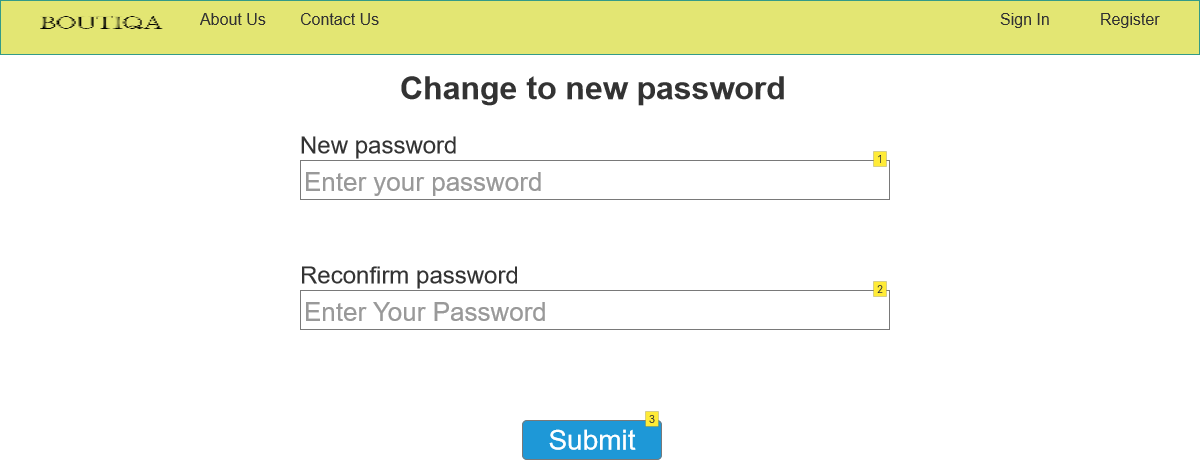 BOUTIQA About Us Contact Us Sign In Register
Change to new password
New password
1
Enter your password
Reconfirm password
2
Enter Your Password
3
Submit